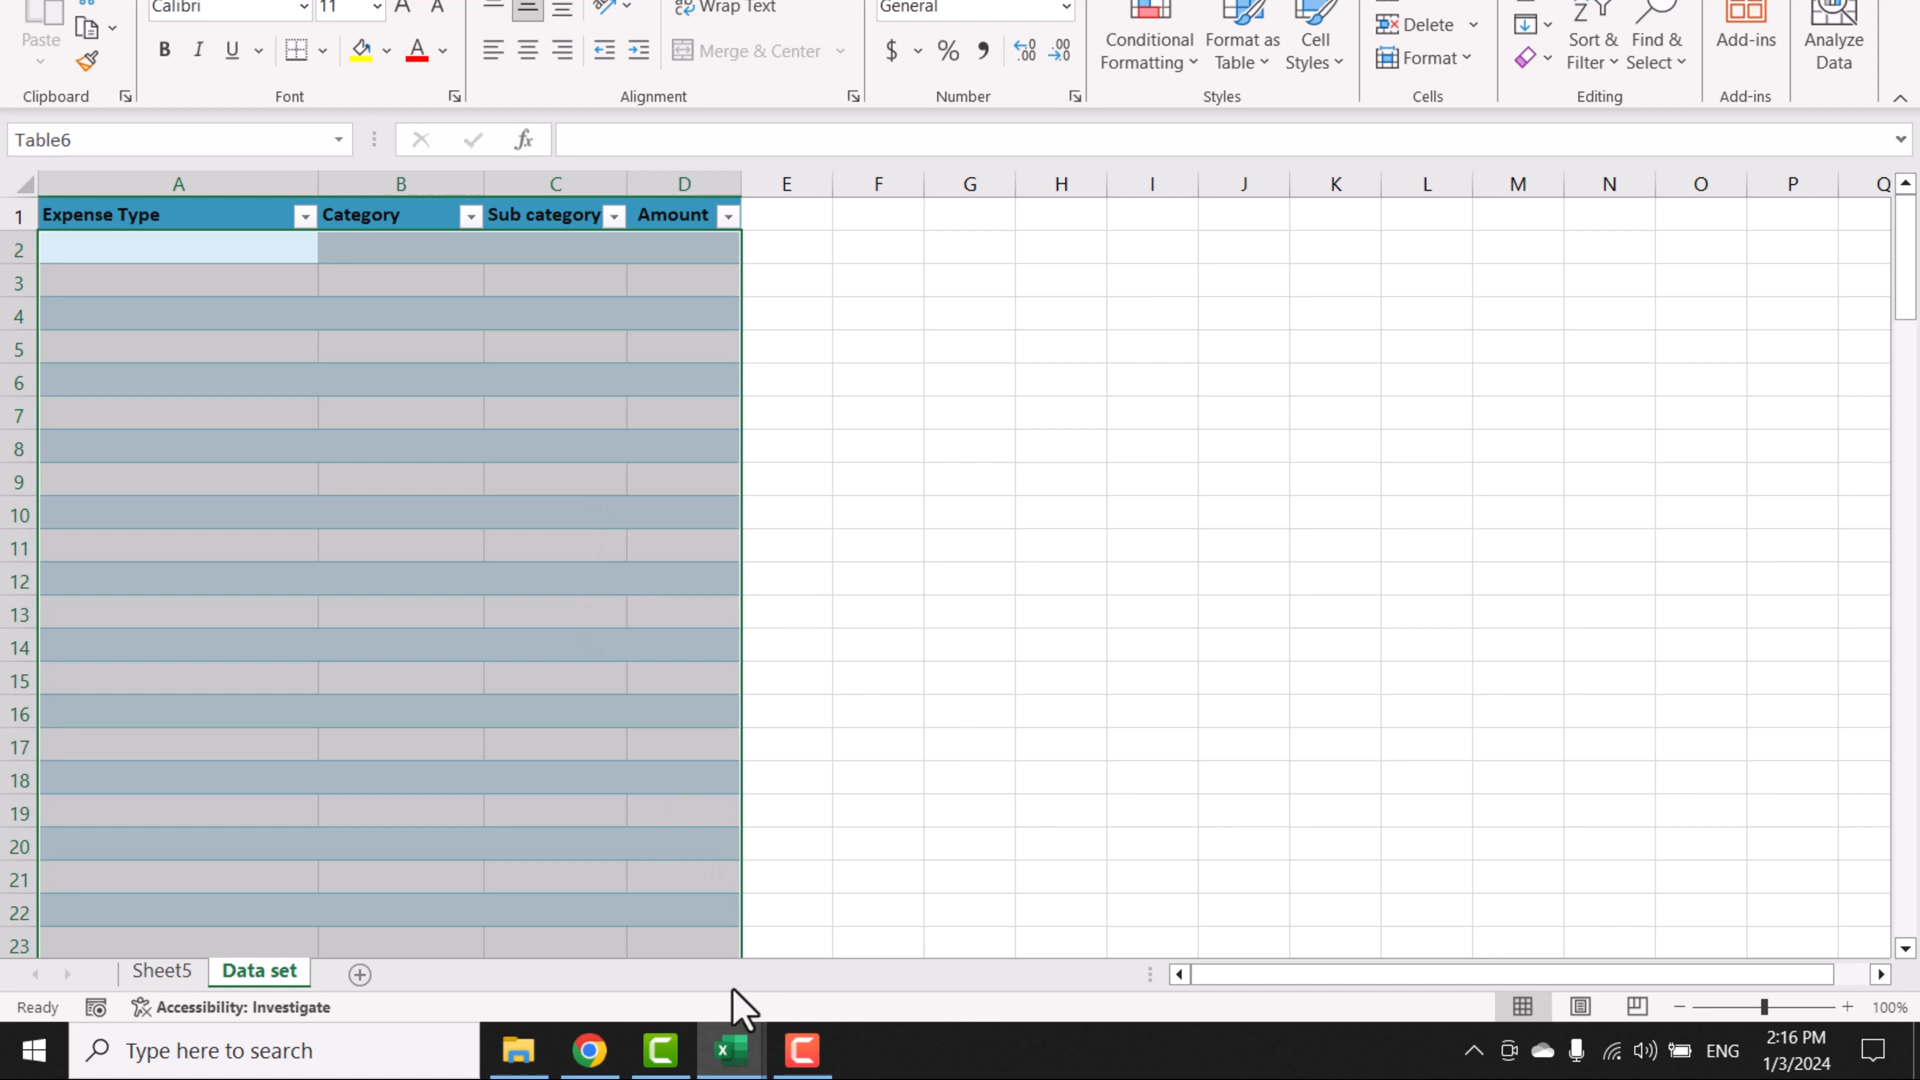 Calibri 11 Wrap Text General
Paste
B I U Merge & Center $ % Conditional Formatting Format as Table Cell Styles Delete Format Sort & Filter Find & Select Add-ins Analyze Data
Clipboard Font Alignment Number Styles Cells Editing Add-ins
Table6 fx
A B C D E F G H I J K L M N O P Q
1 Expense Type Category Sub category Amount
2
3
4
5
6
7
8
9
10
11
12
13
14
15
16
17
18
19
20
21
22
23
Sheet5 Data set
Ready Accessibility: Investigate 100%
Type here to search ENG 2:16 PM
1/3/2024